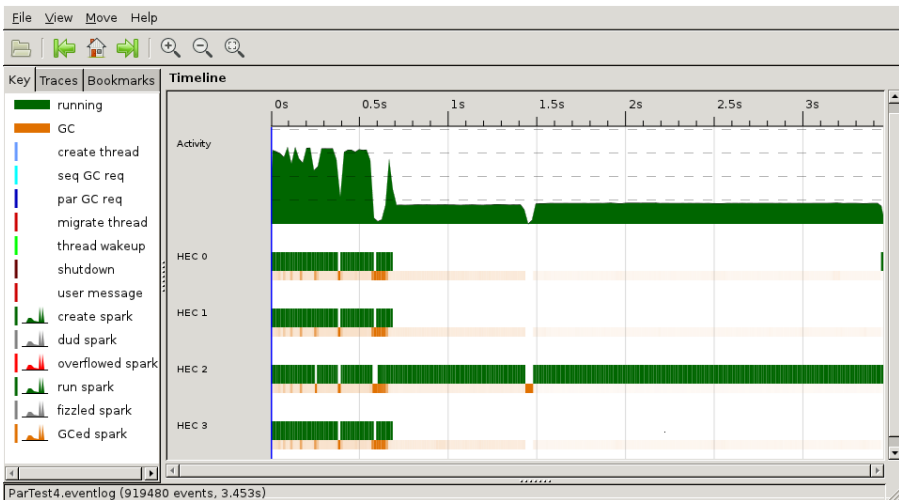 File View Move Help
Key Traces Bookmarks
Timeline
running
GC
create thread
seq GC req
par GC req
migrate thread
thread wakeup
shutdown
user message
create spark
dud spark
overflowed spark
run spark
fizzled spark
GCed spark
0s 0.5s 1s 1.5s 2s 2.5s 3s
Activity
HEC 0
HEC 1
HEC 2
HEC 3
ParTest4.eventlog (919480 events, 3.453s)